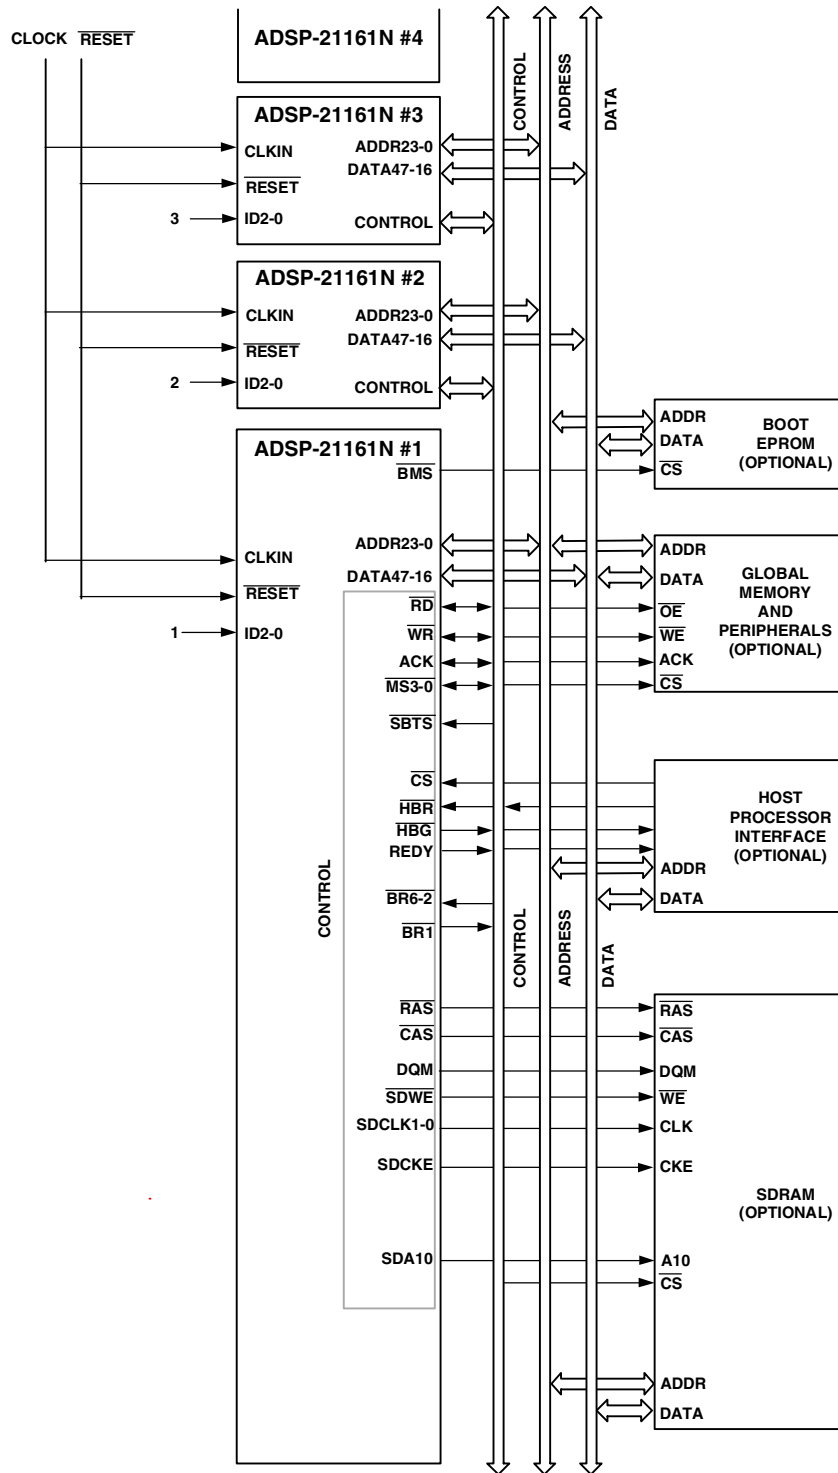 CLOCK RESET
ADSP-21161N #4
CONTROL
ADDRESS
DATA
ADSP-21161N #3
CLKIN
RESET
3
ID2-0
ADDR23-0
DATA47-16
CONTROL
ADSP-21161N #2
CLKIN
RESET
2
ID2-0
ADDR23-0
DATA47-16
CONTROL
ADSP-21161N #1
BMS
CLKIN
RESET
1
ID2-0
ADDR23-0
DATA47-16
CONTROL
RD
WR
ACK
MS3-0
SBTS
CS
HBR
HBG
REDY
BR6-2
BR1
RAS
CAS
DQM
SDWE
SDCLK1-0
SDCKE
SDA10
CONTROL
ADDRESS
DATA
ADDR
DATA
CS
BOOT
EPROM
(OPTIONAL)
ADDR
DATA
OE
WE
ACK
CS
GLOBAL
MEMORY
AND
PERIPHERALS
(OPTIONAL)
HOST
PROCESSOR
INTERFACE
(OPTIONAL)
ADDR
DATA
RAS
CAS
DQM
WE
CLK
CKE
A10
CS
ADDR
DATA
SDRAM
(OPTIONAL)